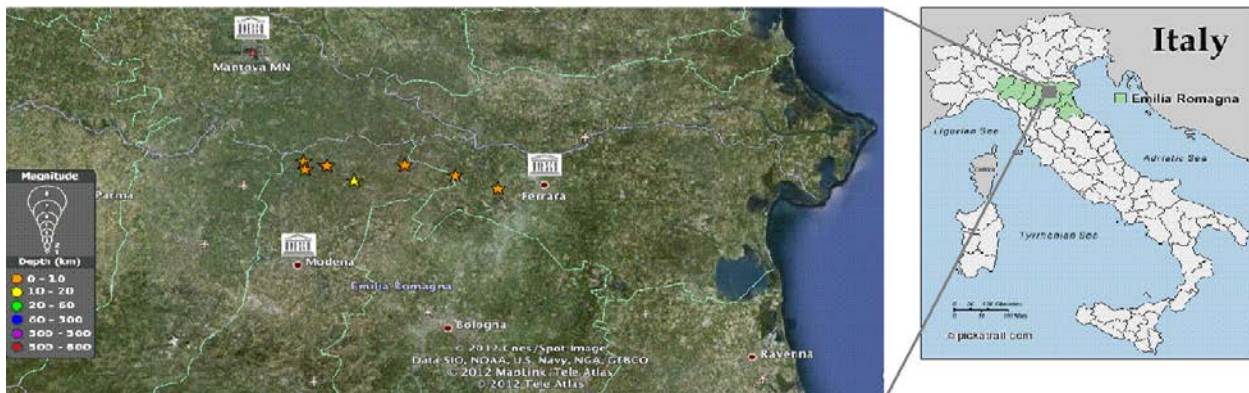 UNESCO
Mantova MN
Magnitude
Parma
Ferrara
Modena
Depth (km)
0 - 10
10 - 20
20 - 60
60 - 300
300 - 500
500 - 800
Emilia Romagna
Bologna
Ravenna
© 2012 Cnes/Spot Image
Data SIO, NOAA, U.S. Navy, NGA, GEBCO
© 2012 MapLink/Tele Atlas
© 2012 Tele Atlas
Italy
Emilia Romagna
Ligurian Sea
Adriatic Sea
Tyrrhenian Sea
© pickatrail.com